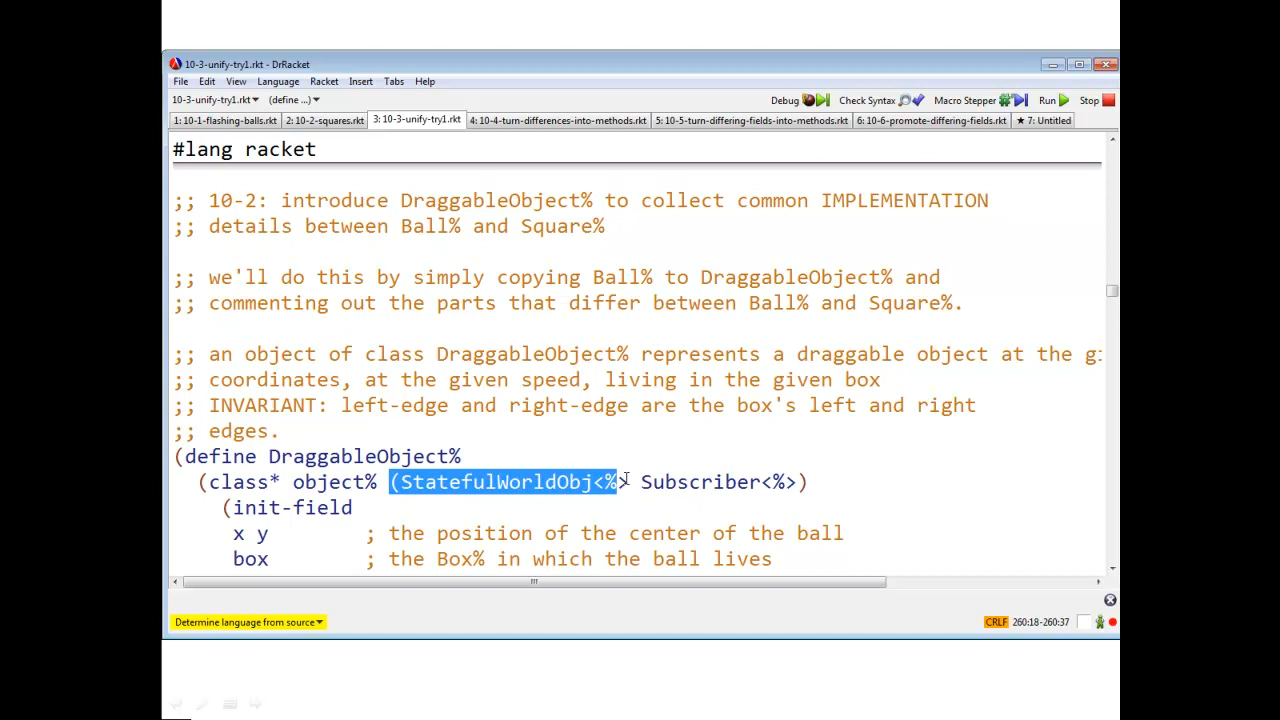 10-3-unify-try1.rkt - DrRacket
File Edit View Language Racket Insert Tabs Help
10-3-unify-try1.rkt▾ (define ...)▾ Debug Check Syntax Macro Stepper Run Stop
1: 10-1-flashing-balls.rkt 2: 10-2-squares.rkt 3: 10-3-unify-try1.rkt 4: 10-4-turn-differences-into-methods.rkt 5: 10-5-turn-differing-fields-into-methods.rkt 6: 10-6-promote-differing-fields.rkt ★ 7: Untitled
#lang racket
;; 10-2: introduce DraggableObject% to collect common IMPLEMENTATION
;; details between Ball% and Square%
;; we'll do this by simply copying Ball% to DraggableObject% and
;; commenting out the parts that differ between Ball% and Square%.
;; an object of class DraggableObject% represents a draggable object at the gi
;; coordinates, at the given speed, living in the given box
;; INVARIANT: left-edge and right-edge are the box's left and right
;; edges.
(define DraggableObject%
(class* object% (StatefulWorldObj<%> Subscriber<%>)
(init-field
x y ; the position of the center of the ball
box ; the Box% in which the ball lives
Determine language from source▾ CRLF 260:18-260:37